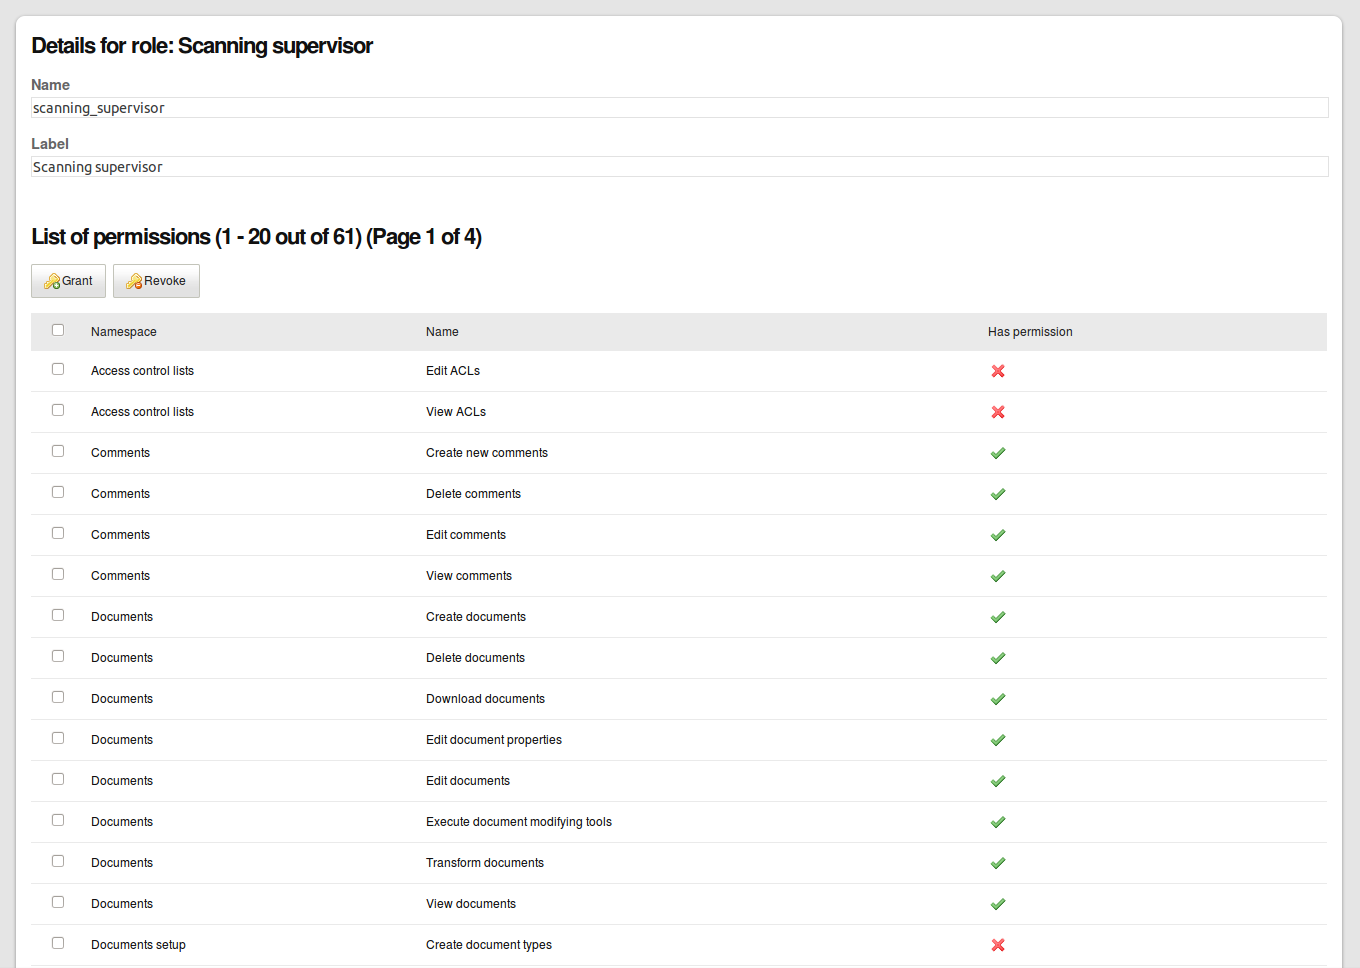 Details for role: Scanning supervisor
Name
scanning_supervisor
Label
Scanning supervisor
List of permissions (1 - 20 out of 61) (Page 1 of 4)
Grant Revoke
Namespace Name Has permission
Access control lists Edit ACLs
Access control lists View ACLs
Comments Create new comments
Comments Delete comments
Comments Edit comments
Comments View comments
Documents Create documents
Documents Delete documents
Documents Download documents
Documents Edit document properties
Documents Edit documents
Documents Execute document modifying tools
Documents Transform documents
Documents View documents
Documents setup Create document types